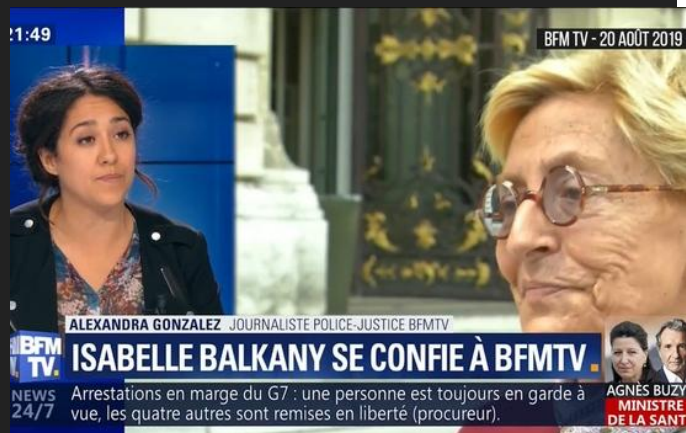 21:49
BFM TV - 20 AOÛT 2019
ALEXANDRA GONZALEZ JOURNALISTE POLICE-JUSTICE BFMTV
BFM
TV.
ISABELLE BALKANY SE CONFIE À BFMTV
NEWS
24/7
Arrestations en marge du G7 : une personne est toujours en garde à
vue, les quatre autres sont remises en liberté (procureur).
AGNÈS BUZY
MINISTRE
DE LA SANT